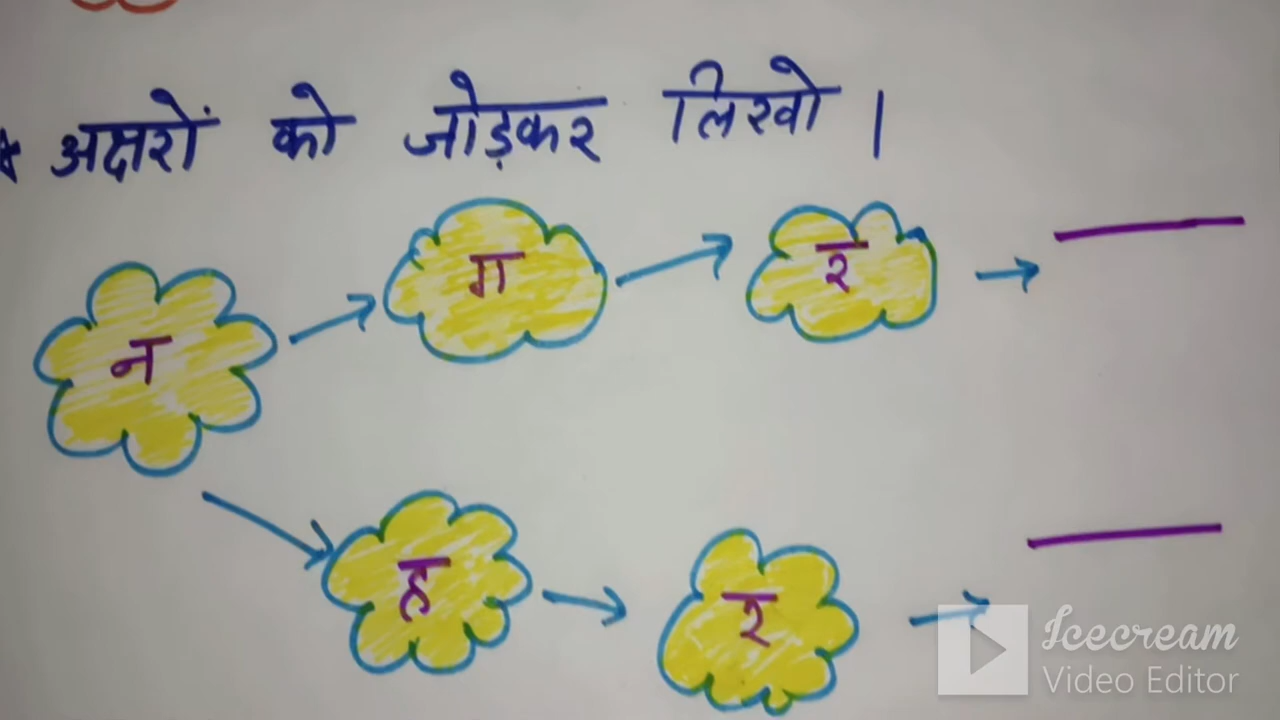 * अक्षरों को जोड़कर लिखो ।
न ग र
ह र
Icecream
Video Editor